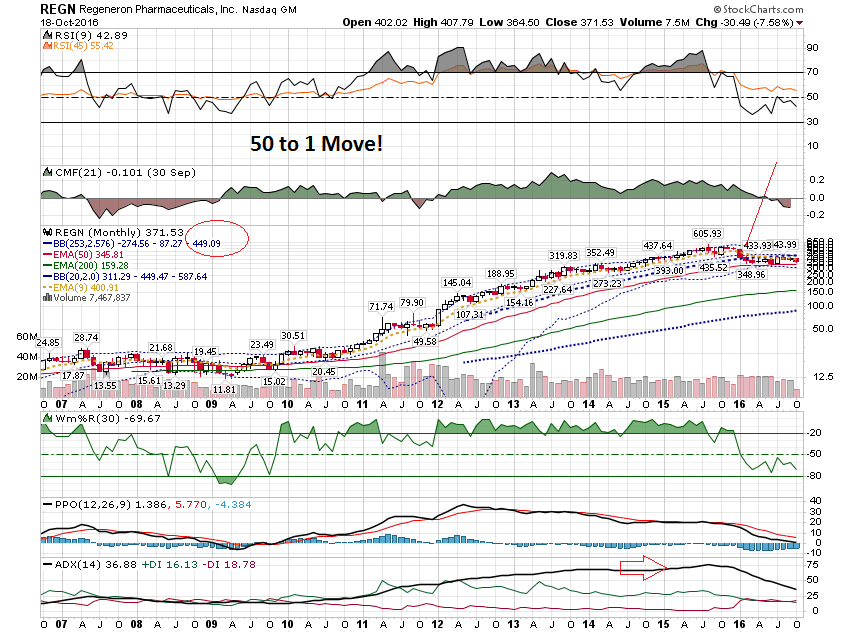 REGN Regeneron Pharmaceuticals, Inc. Nasdaq GM © StockCharts.com
18-Oct-2016 Open 402.02 High 407.79 Low 364.50 Close 371.53 Volume 7.5M Chg -30.49 (-7.58%)
RSI(9) 42.89
RSI(45) 55.42
90
70
50
30
10
50 to 1 Move!
CMF(21) -0.101 (30 Sep)
0.2
0.0
-0.2
REGN (Monthly) 371.53
BB(253,2.576) -274.56 - 87.27 - 449.09
EMA(50) 345.81
EMA(200) 159.28
BB(20,2.0) 311.29 - 449.47 - 587.64
EMA(9) 400.91
Volume 7,467,837
605.93
437.64 433.93 43.99
319.83 352.49
393.00 435.52 348.96
188.95
145.04
227.64 273.23
154.16
107.31
71.74 79.90
49.58
24.85 28.74 21.68 19.45 23.49 30.51
17.87 13.55 15.61 13.29 11.81 15.02 20.45
200.0
150.0
100.0
50.0
12.5
60M
40M
20M
O 07 A J O 08 A J O 09 A J O 10 A J O 11 A J O 12 A J O 13 A J O 14 A J O 15 A J O 16 A J O
Wm%R(30) -69.67
-20
-50
-80
PPO(12,26,9) 1.386, 5.770, -4.384
40
30
20
10
0
-10
ADX(14) 36.88 +DI 16.13 -DI 18.78
75
50
25
0
O 07 A J O 08 A J O 09 A J O 10 A J O 11 A J O 12 A J O 13 A J O 14 A J O 15 A J O 16 A J O